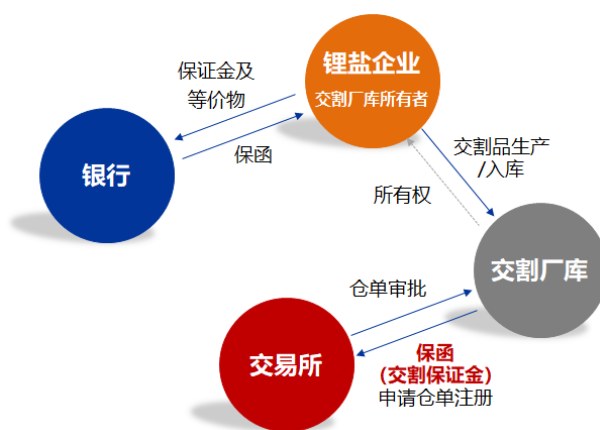 锂盐企业
交割厂库所有者
保证金及
等价物
保函
银行
交割品生产
/入库
所有权
交割厂库
仓单审批
交易所
保函
（交割保证金）
申请仓单注册